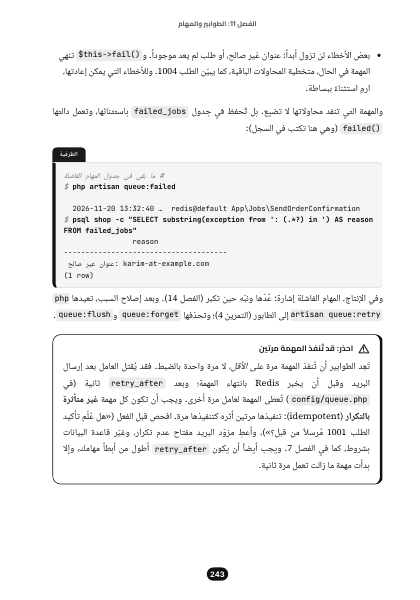 الفصل 11: الطوابير والمهام
• بعض الأخطاء لن تزول أبداً: عنوان غير صالح، أو طلب لم يعد موجوداً. و $this->fail() تنهي
المهمة في الحال، متخطية المحاولات الباقية، كما يبيّن الطلب 1004. وللأخطاء التي يمكن إعادتها،
ارمِ استثناءً ببساطة.
والمهمة التي تنفد محاولاتها لا تضيع. بل تُحفظ في جدول failed_jobs باستثنائها، وتعمل دالتها
failed() (وهي هنا تكتب في السجل):
الطرفية
# ما بقي في جدول المهام الفاشلة
$ php artisan queue:failed
2026-11-20 13:32:40 … redis@default App\Jobs\SendOrderConfirmation
$ psql shop -c "SELECT substring(exception from ': (.+?) in ') AS reason
FROM failed_jobs"
reason
-------------------------------------
عنوان غير صالح: karim-at-example.com
(1 row)
وفي الإنتاج، المهام الفاشلة إشارة: عُدّها ونبّه حين تكبر (الفصل 14). وبعد إصلاح السبب، تعيدها php
artisan queue:retry إلى الطابور (التمرين 4)؛ وتحذفها queue:forget و queue:flush .
احذر: قد تُنفذ المهمة مرتين
تَعِد الطوابير أن تُنفذ المهمة مرة على الأقل، لا مرة واحدة بالضبط. فقد يُقتل العامل بعد إرسال
البريد وقبل أن يخبر Redis بانتهاء المهمة؛ وبعد retry_after ثانية (في
config/queue.php) تُعطى المهمة لعامل مرة أخرى. ويجب أن تكون كل مهمة غير متأثرة
بالتكرار (idempotent): تنفيذها مرتين أثره كتنفيذها مرة. افحص قبل الفعل («هل عُلّم تأكيد
الطلب 1001 مُرسلاً من قبل؟»)، وأعطِ مزوّد البريد مفتاح عدم تكرار، وغيّر قاعدة البيانات
بشروط، كما في الفصل 7. ويجب أيضاً أن يكون retry_after أطول من أبطأ مهامك، وإلا
بدأت مهمة ما زالت تعمل مرة ثانية.
243